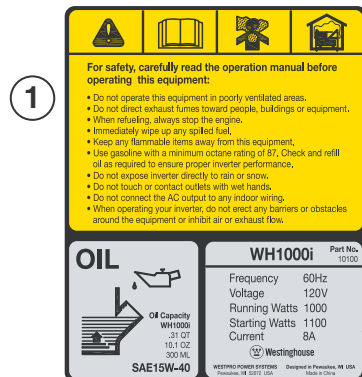 1
For safety, carefully read the operation manual before
operating this equipment:
• Do not operate this equipment in poorly ventilated areas.
• Do not direct exhaust fumes toward people, buildings or equipment.
• When refueling, always stop the engine.
• Immediately wipe up any spilled fuel.
• Keep any flammable items away from this equipment.
• Use gasoline with a minimum octane rating of 87. Check and refill
oil as required to ensure proper inverter performance.
• Do not expose inverter directly to rain or snow.
• Do not touch or contact outlets with wet hands.
• Do not connect the AC output to any indoor wiring.
• When operating your inverter, do not erect any barriers or obstacles
around the equipment or inhibit air or exhaust flow.
OIL
Oil Capacity
WH1000i
.31 QT
10.1 OZ
300 ML
SAE15W-40
WH1000i Part No.
10100
Frequency 60Hz
Voltage 120V
Running Watts 1000
Starting Watts 1100
Current 8A
W Westinghouse
WESTPRO POWER SYSTEMS Designed in Pewaukee, WI USA
Pewaukee, WI 53072 USA Made in China